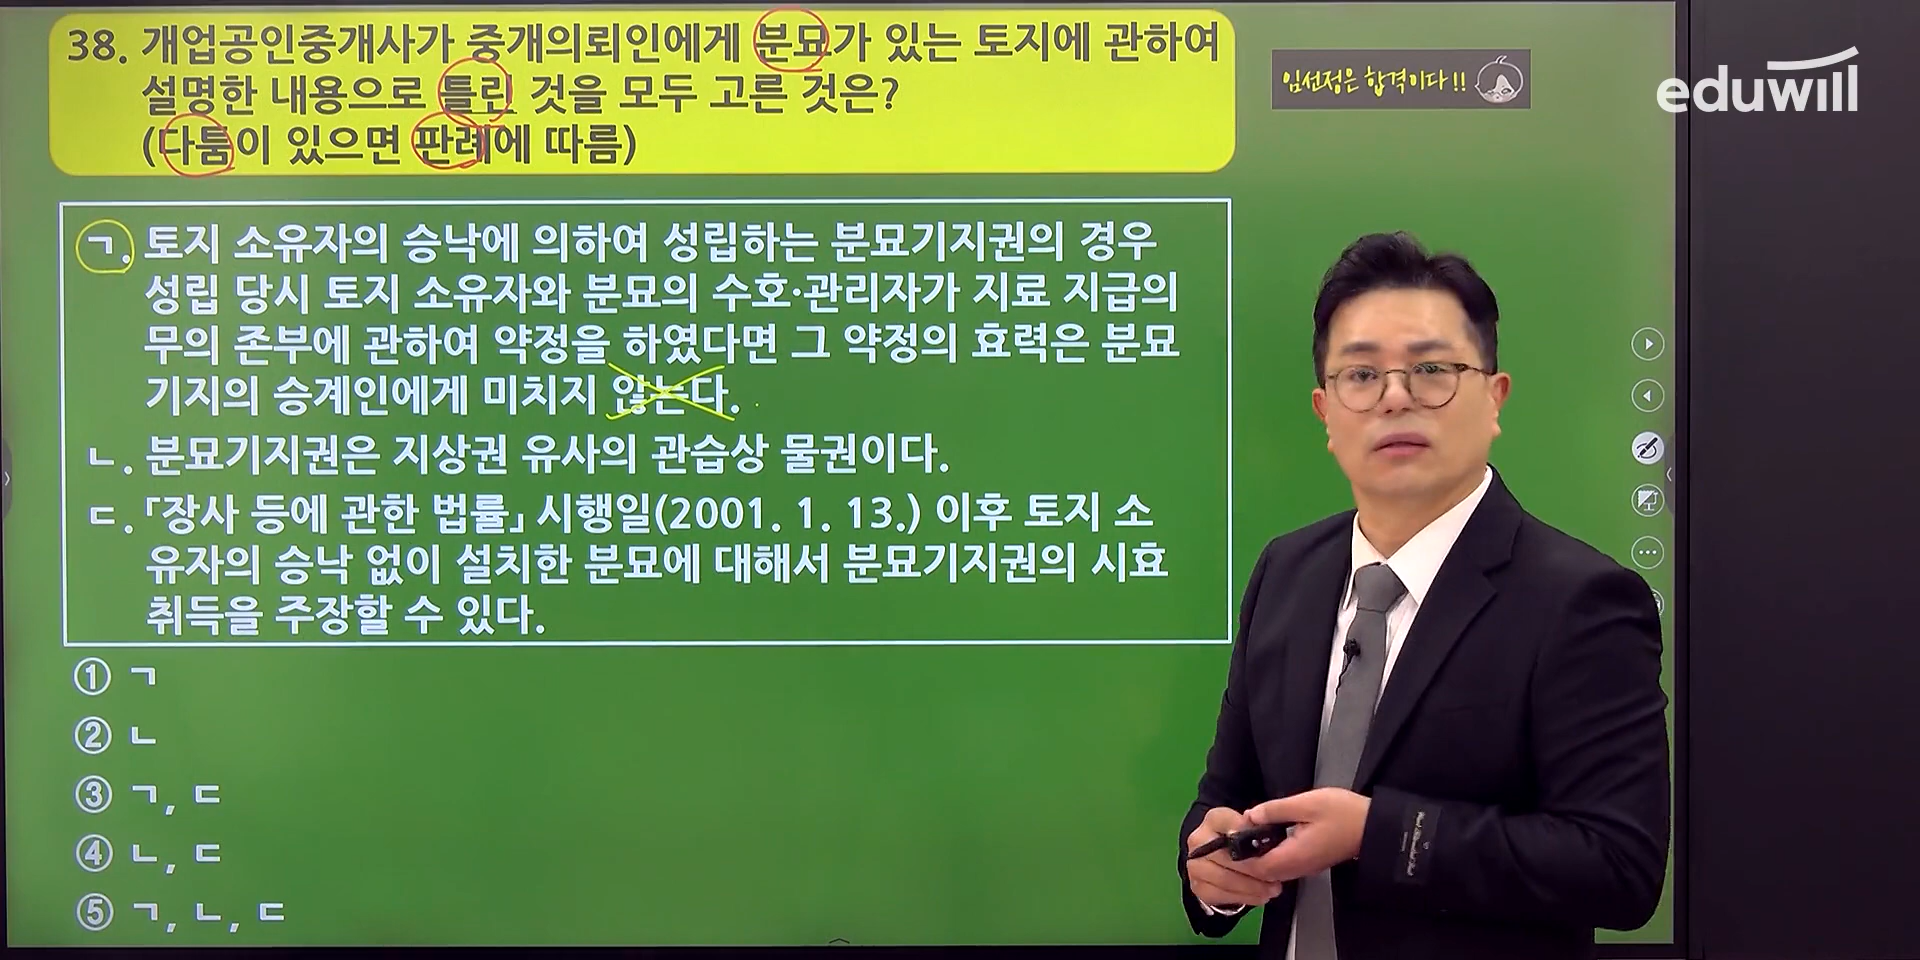 38. 개업공인중개사가 중개의뢰인에게 분묘가 있는 토지에 관하여
설명한 내용으로 틀린 것을 모두 고른 것은?
(다툼이 있으면 판례에 따름)
임선정은 합격이다!!
eduwill
ㄱ. 토지 소유자의 승낙에 의하여 성립하는 분묘기지권의 경우
성립 당시 토지 소유자와 분묘의 수호·관리자가 지료 지급의
무의 존부에 관하여 약정을 하였다면 그 약정의 효력은 분묘
기지의 승계인에게 미치지 않는다.
ㄴ. 분묘기지권은 지상권 유사의 관습상 물권이다.
ㄷ. 「장사 등에 관한 법률」 시행일(2001. 1. 13.) 이후 토지 소
유자의 승낙 없이 설치한 분묘에 대해서 분묘기지권의 시효
취득을 주장할 수 있다.
① ㄱ
② ㄴ
③ ㄱ, ㄷ
④ ㄴ, ㄷ
⑤ ㄱ, ㄴ, ㄷ